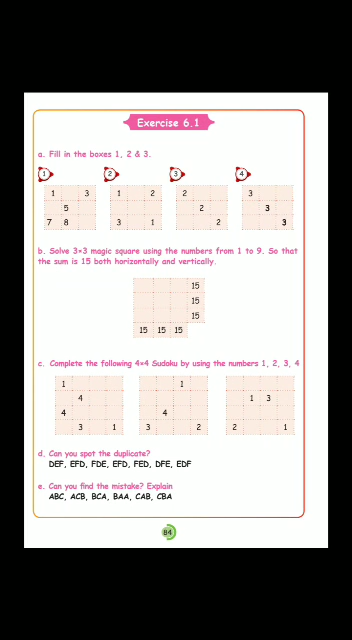 Exercise 6.1
a. Fill in the boxes 1, 2 & 3.
1 2 3 4
1 3 1 2 2 3
5 2 3
7 8 3 1 2 3
b. Solve 3×3 magic square using the numbers from 1 to 9. So that
the sum is 15 both horizontally and vertically.
15
15
15
15 15 15
c. Complete the following 4×4 Sudoku by using the numbers 1, 2, 3, 4
1 1
4 1 3
4 4
3 1 3 2 2 1
d. Can you spot the duplicate?
DEF, EFD, FDE, EFD, FED, DFE, EDF
e. Can you find the mistake? Explain
ABC, ACB, BCA, BAA, CAB, CBA
84